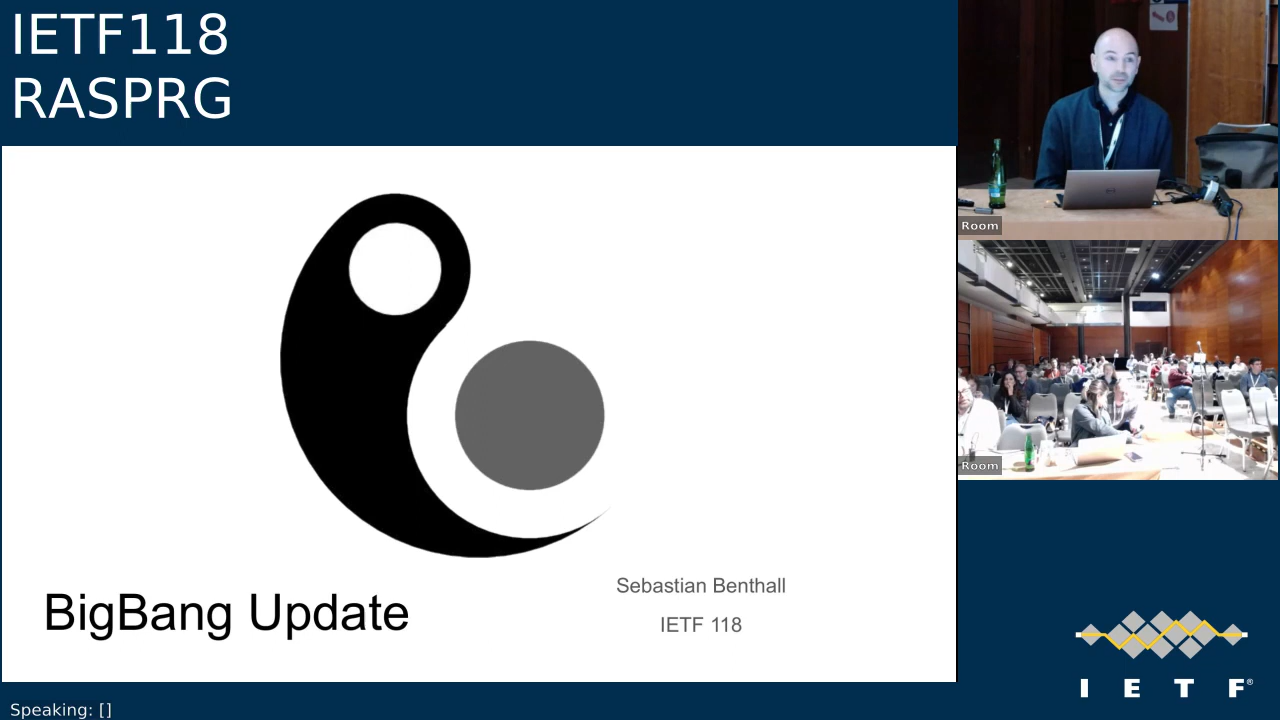 IETF118
RASPRG
Room
Room
Sebastian Benthall
BigBang Update
IETF 118
I E T F®
Speaking: []